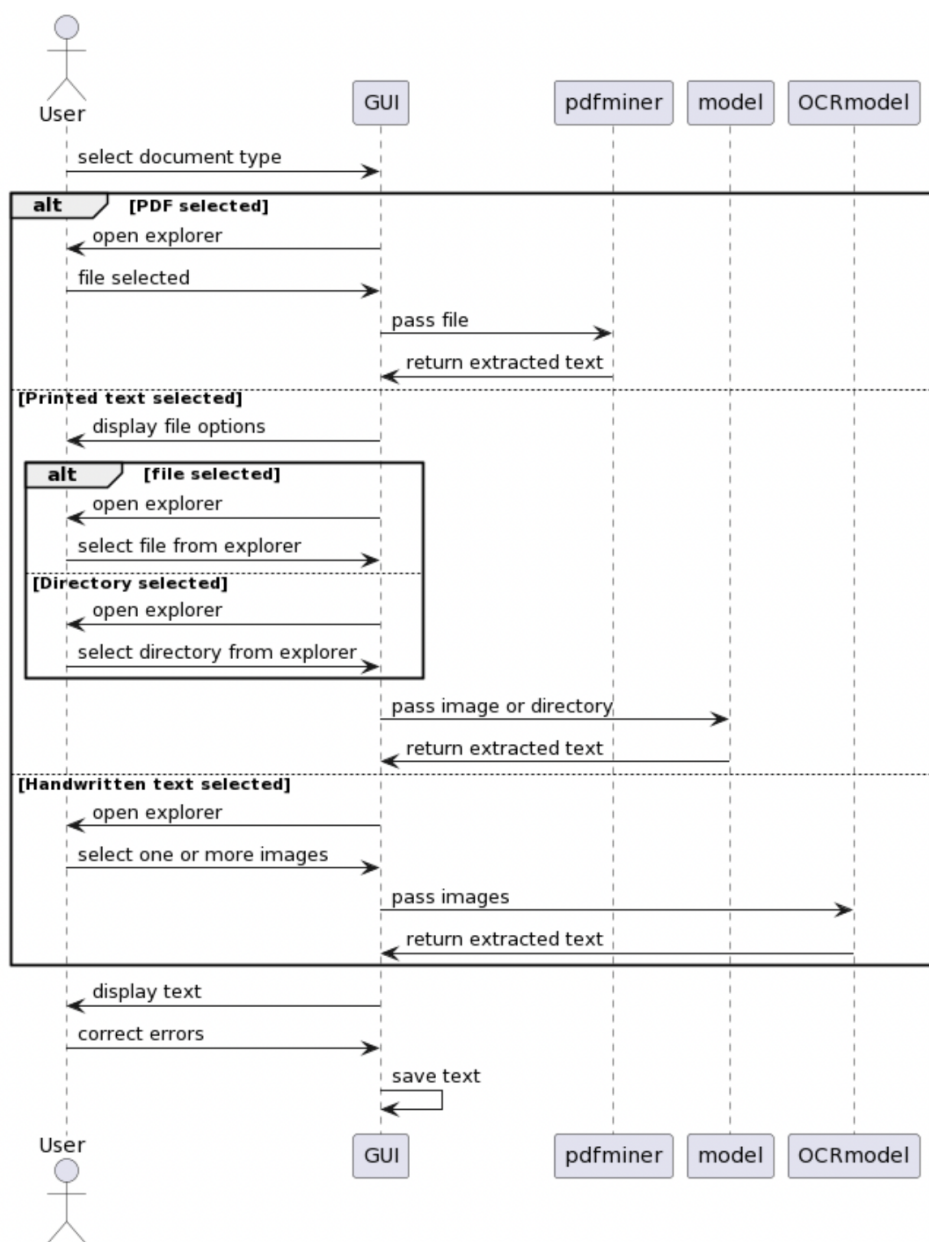 User
GUI
pdfminer
model
OCRmodel
select document type
alt
[PDF selected]
open explorer
file selected
pass file
return extracted text
[Printed text selected]
display file options
alt
[file selected]
open explorer
select file from explorer
[Directory selected]
open explorer
select directory from explorer
pass image or directory
return extracted text
[Handwritten text selected]
open explorer
select one or more images
pass images
return extracted text
display text
correct errors
save text
User
GUI
pdfminer
model
OCRmodel